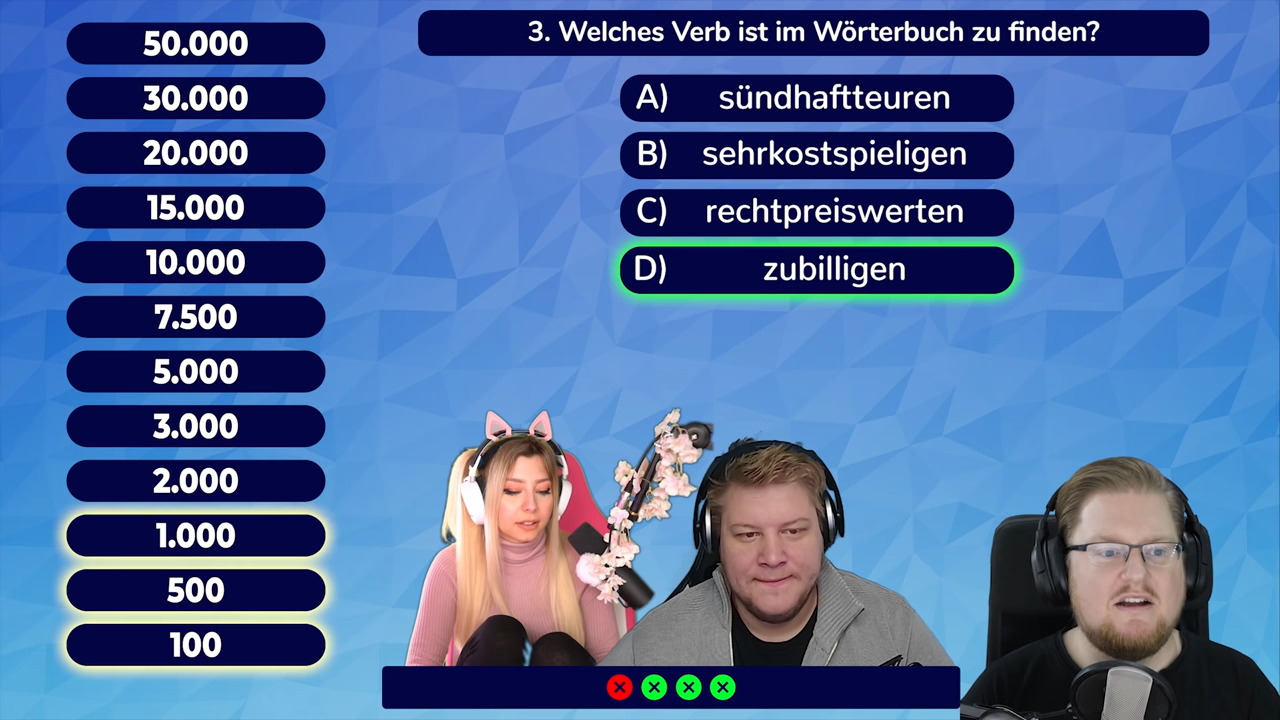 50.000
30.000
20.000
15.000
10.000
7.500
5.000
3.000
2.000
1.000
500
100
3. Welches Verb ist im Wörterbuch zu finden?
A) sündhaftteuren
B) sehrkostspieligen
C) rechtpreiswerten
D) zubilligen